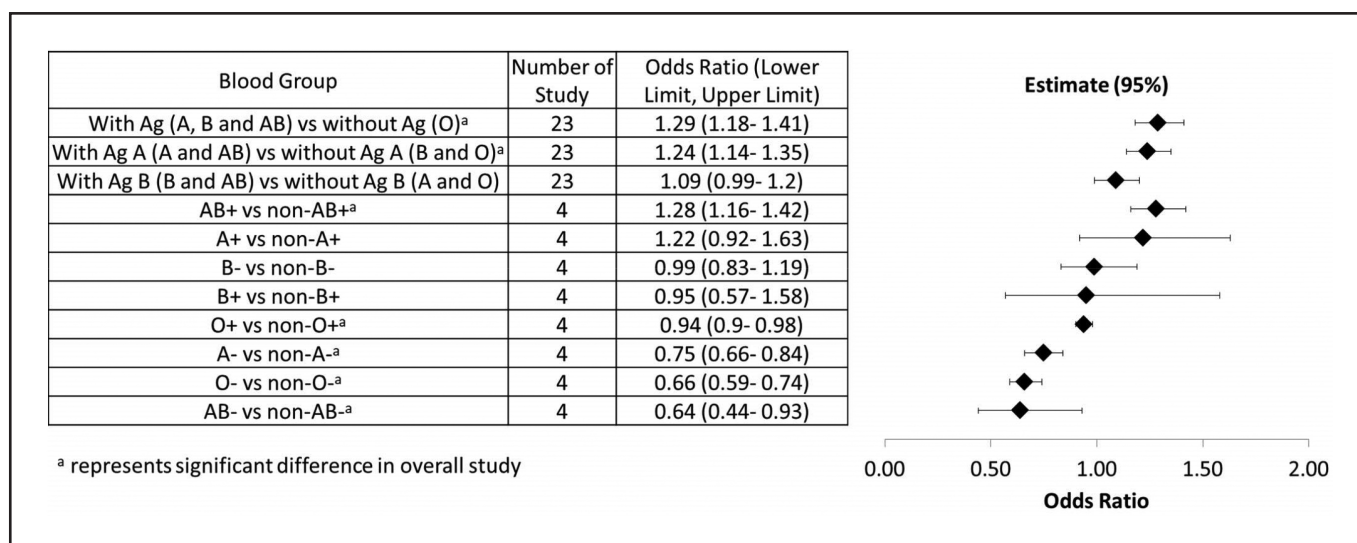 Blood Group Number of Study Odds Ratio (Lower Limit, Upper Limit)
With Ag (A, B and AB) vs without Ag (O)ᵃ 23 1.29 (1.18- 1.41)
With Ag A (A and AB) vs without Ag A (B and O)ᵃ 23 1.24 (1.14- 1.35)
With Ag B (B and AB) vs without Ag B (A and O) 23 1.09 (0.99- 1.2)
AB+ vs non-AB+ᵃ 4 1.28 (1.16- 1.42)
A+ vs non-A+ 4 1.22 (0.92- 1.63)
B- vs non-B- 4 0.99 (0.83- 1.19)
B+ vs non-B+ 4 0.95 (0.57- 1.58)
O+ vs non-O+ᵃ 4 0.94 (0.9- 0.98)
A- vs non-A-ᵃ 4 0.75 (0.66- 0.84)
O- vs non-O-ᵃ 4 0.66 (0.59- 0.74)
AB- vs non-AB-ᵃ 4 0.64 (0.44- 0.93)
ᵃ represents significant difference in overall study
Estimate (95%)
0.00 0.50 1.00 1.50 2.00
Odds Ratio